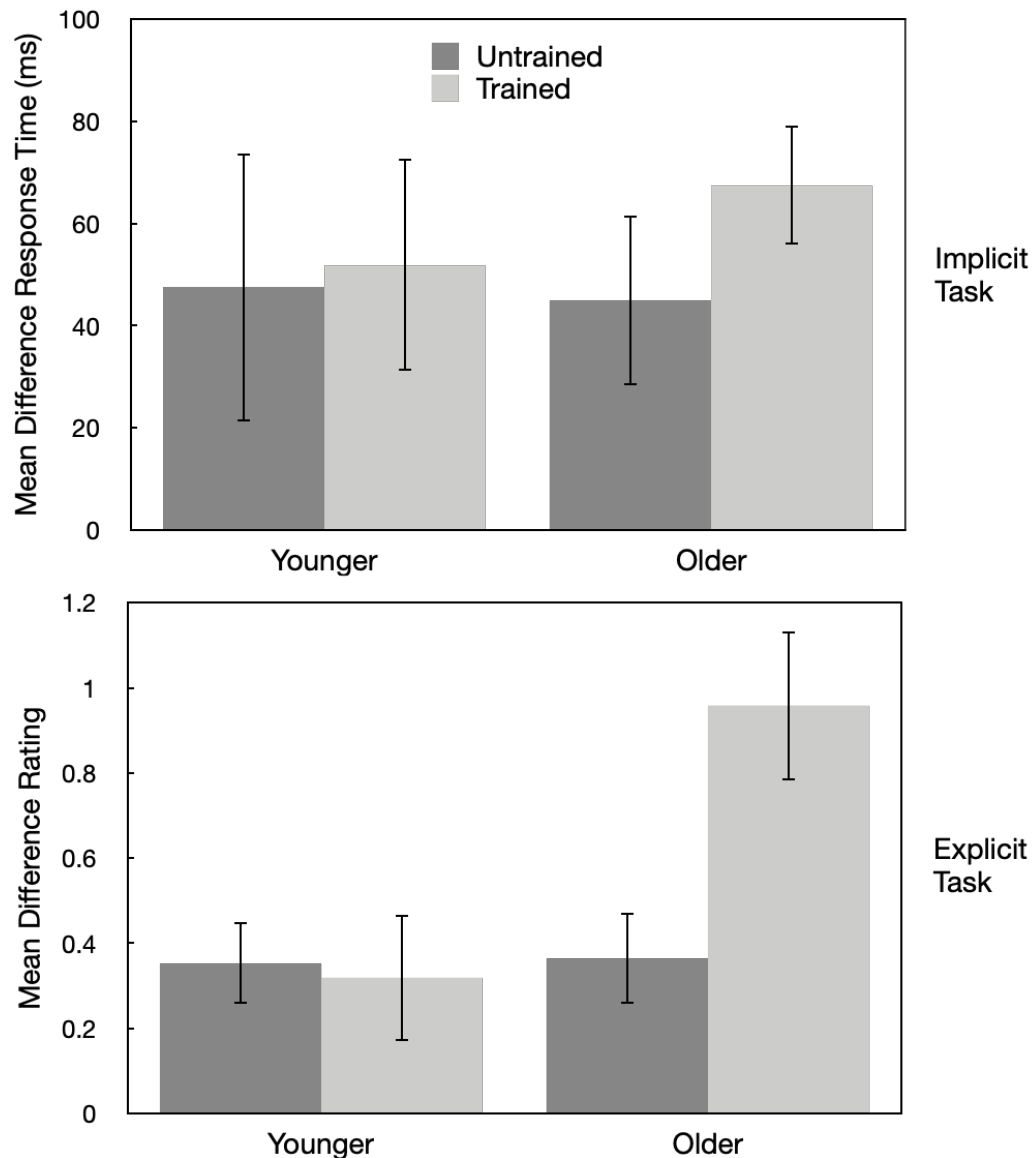 Mean Difference Response Time (ms)
100
80
60
40
20
0
Untrained
Trained
Younger
Older
Implicit
Task
Mean Difference Rating
1.2
1
0.8
0.6
0.4
0.2
0
Younger
Older
Explicit
Task